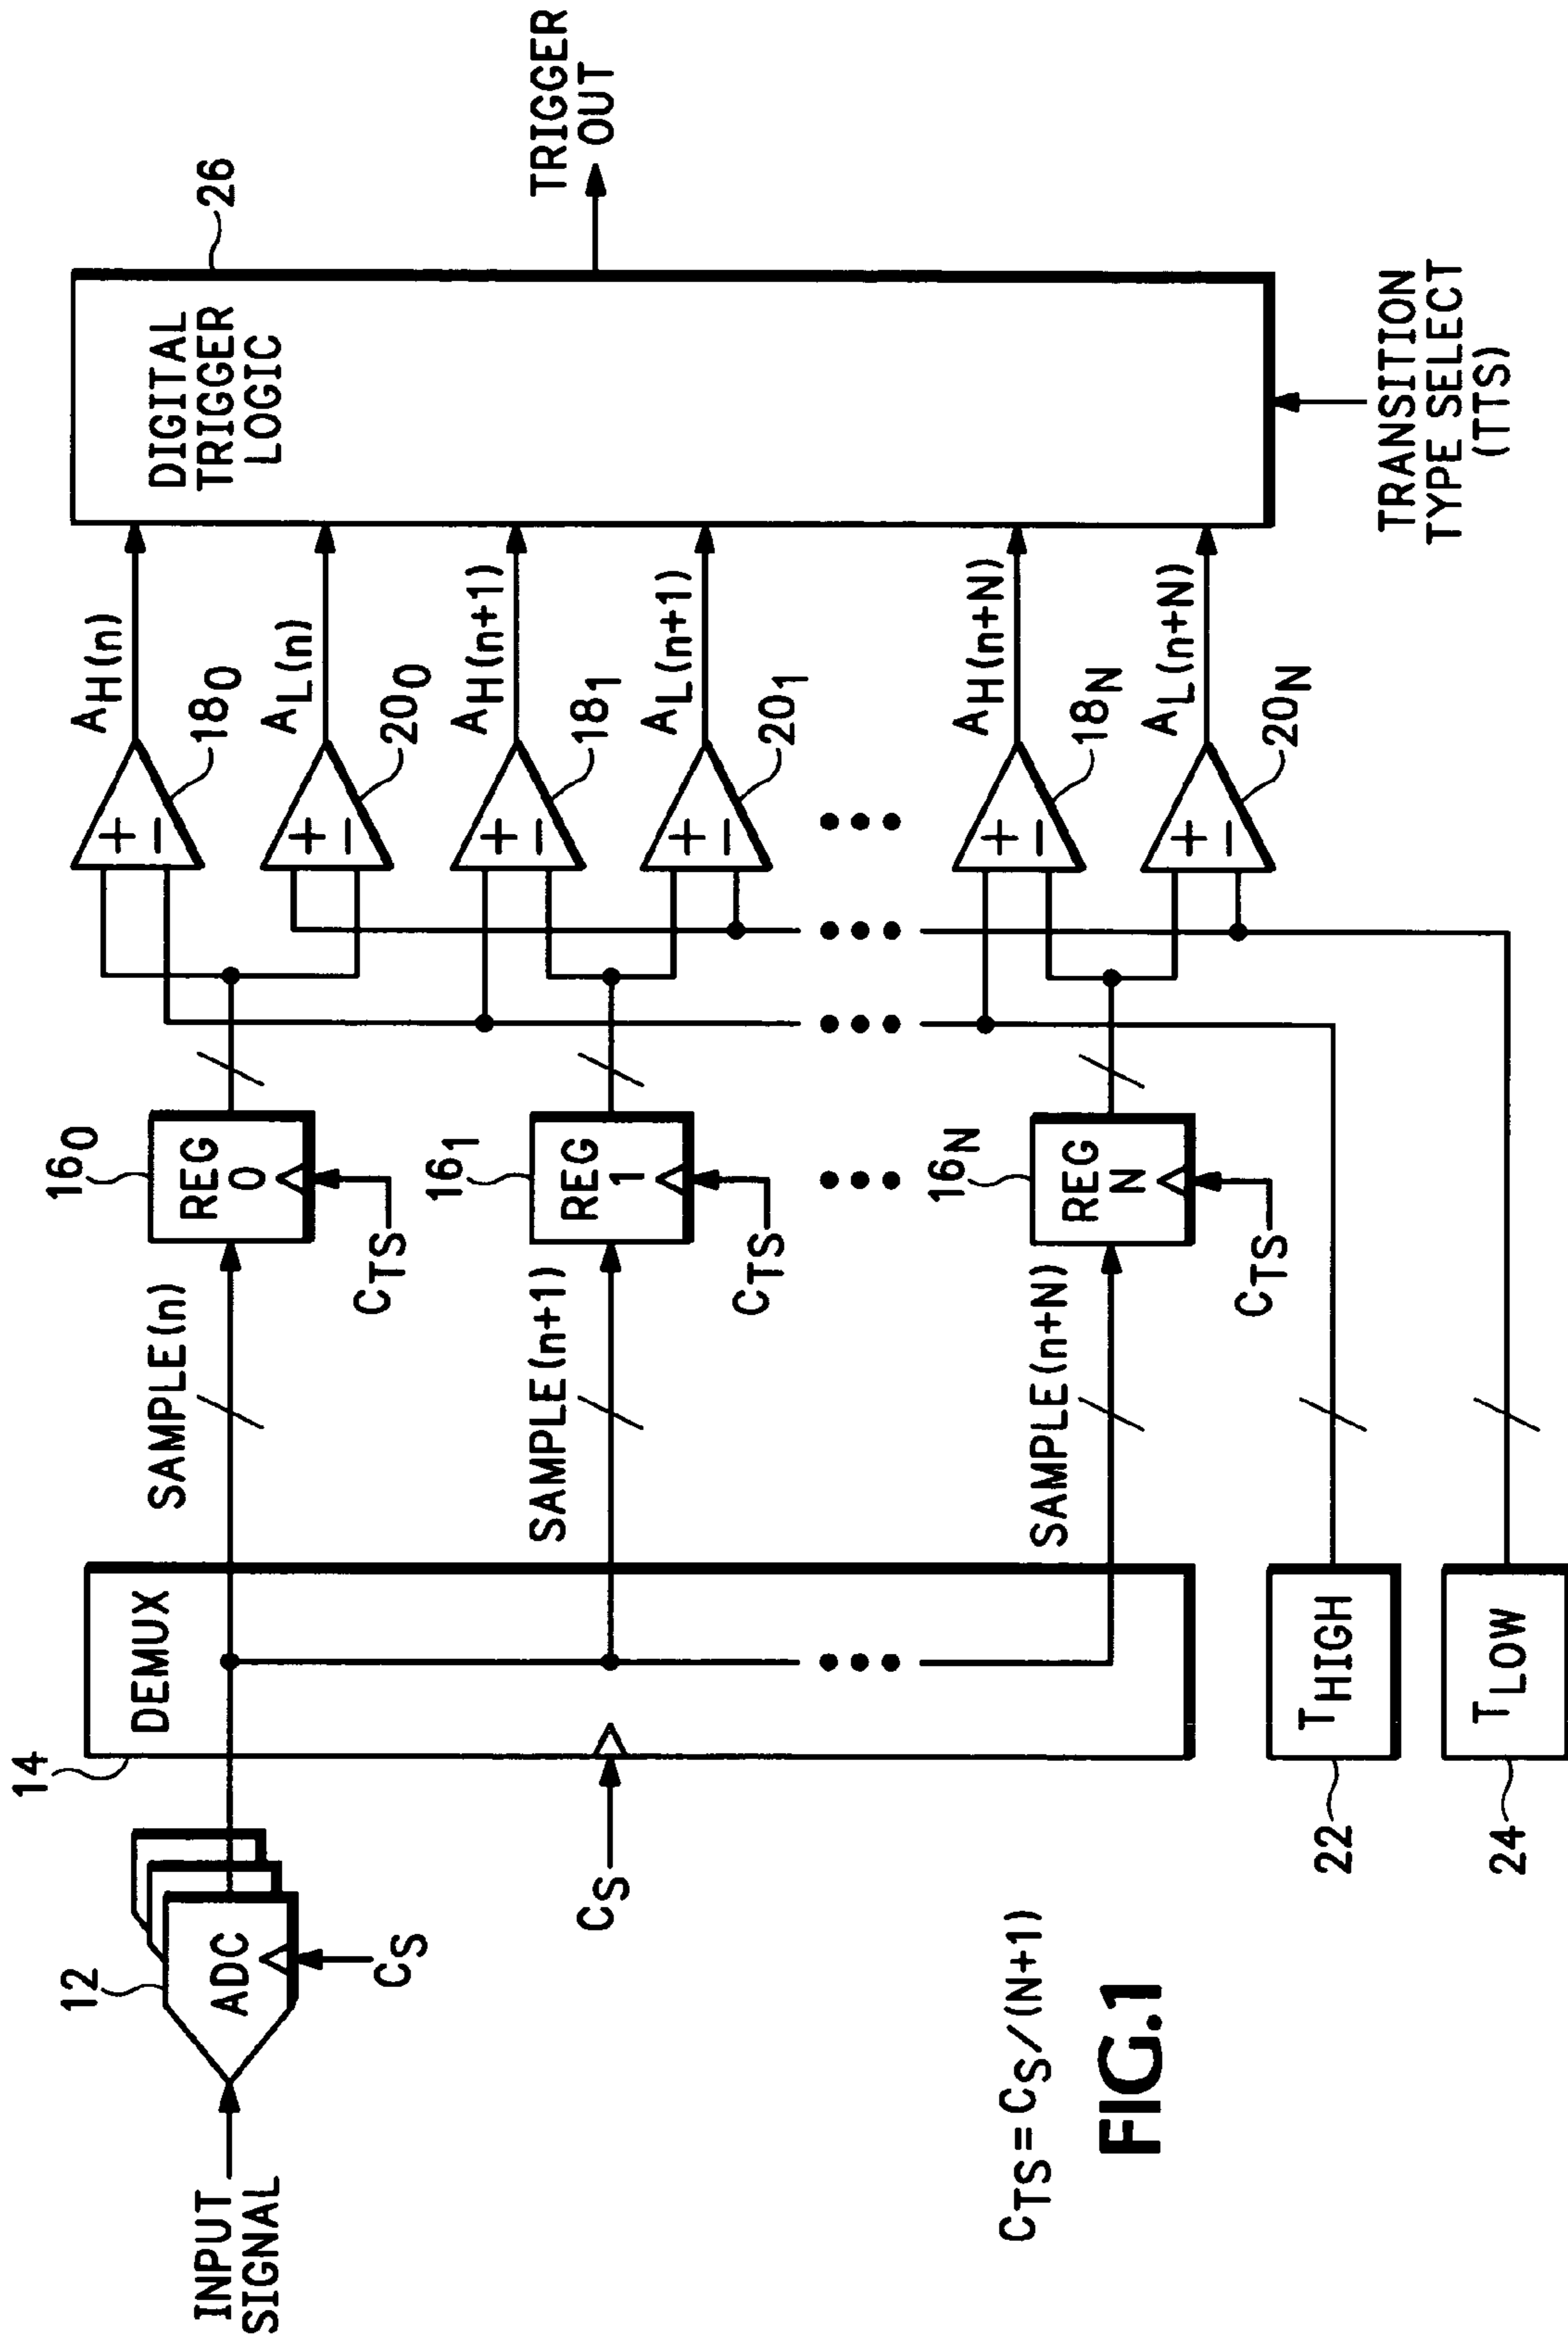 INPUT
SIGNAL
12
ADC
C_S
14
DEMUX
C_S
SAMPLE(n)
SAMPLE(n+1)
SAMPLE(n+N)
16_0
REG
0
C_TS
16_1
REG
1
C_TS
16_N
REG
N
C_TS
22
T_HIGH
24
T_LOW
+
−
A_H(n)
18_0
+
−
A_L(n)
20_0
+
−
A_H(n+1)
18_1
+
−
A_L(n+1)
20_1
+
−
A_H(n+N)
18_N
+
−
A_L(n+N)
20_N
DIGITAL
TRIGGER
LOGIC
26
TRIGGER
OUT
TRANSITION
TYPE SELECT
(TTS)
C_TS=C_S/(N+1)
FIG.1